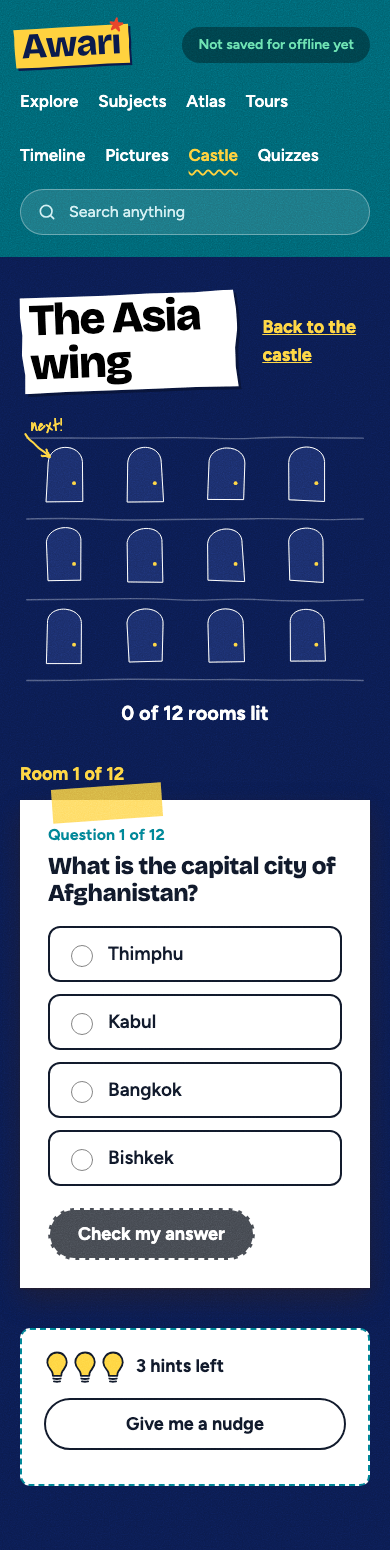 Awari
Not saved for offline yet
Explore Subjects Atlas Tours
Timeline Pictures Castle Quizzes
Search anything
The Asia
wing
Back to the
castle
next!
0 of 12 rooms lit
Room 1 of 12
Question 1 of 12
What is the capital city of
Afghanistan?
Thimphu
Kabul
Bangkok
Bishkek
Check my answer
3 hints left
Give me a nudge